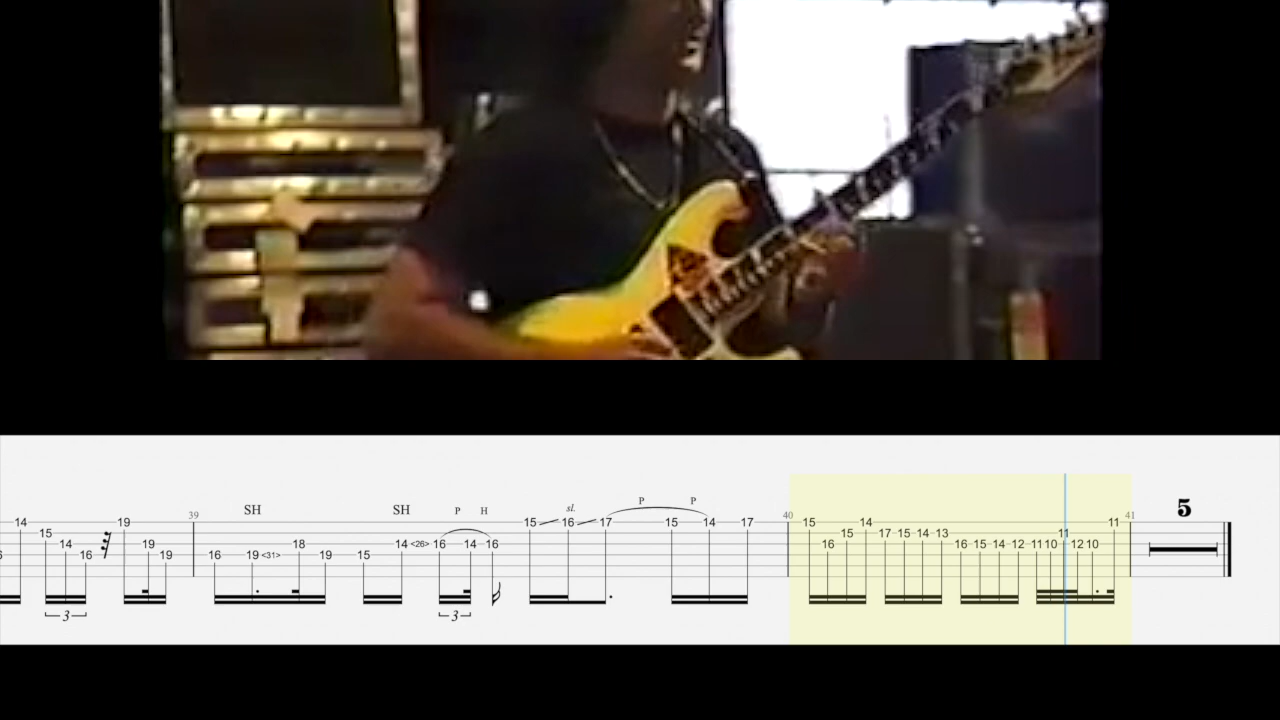 SH SH P H sl. P P 5
39 40 41
14 19 15 16 17 15 14 17 15 14 11
15 15 17 15 14 13 11
14 19 18 14 <26> 16 14 16 16 16 15 14 12 11 10 12 10
16 19 16 19 <31> 19 15
3 3